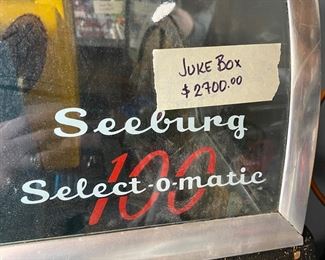 JUKE BOX
$2700.00
Seeburg
100
Select-o-matic